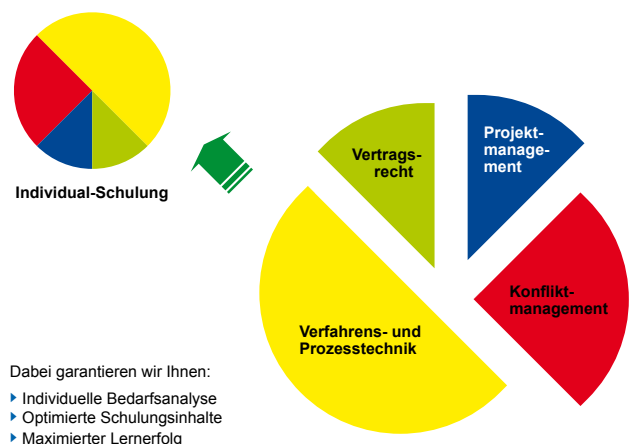 Individual-Schulung
Vertrags-
recht
Projekt-
manage-
ment
Konflikt-
management
Verfahrens- und
Prozesstechnik
Dabei garantieren wir Ihnen:
Individuelle Bedarfsanalyse
Optimierte Schulungsinhalte
Maximierter Lernerfolg